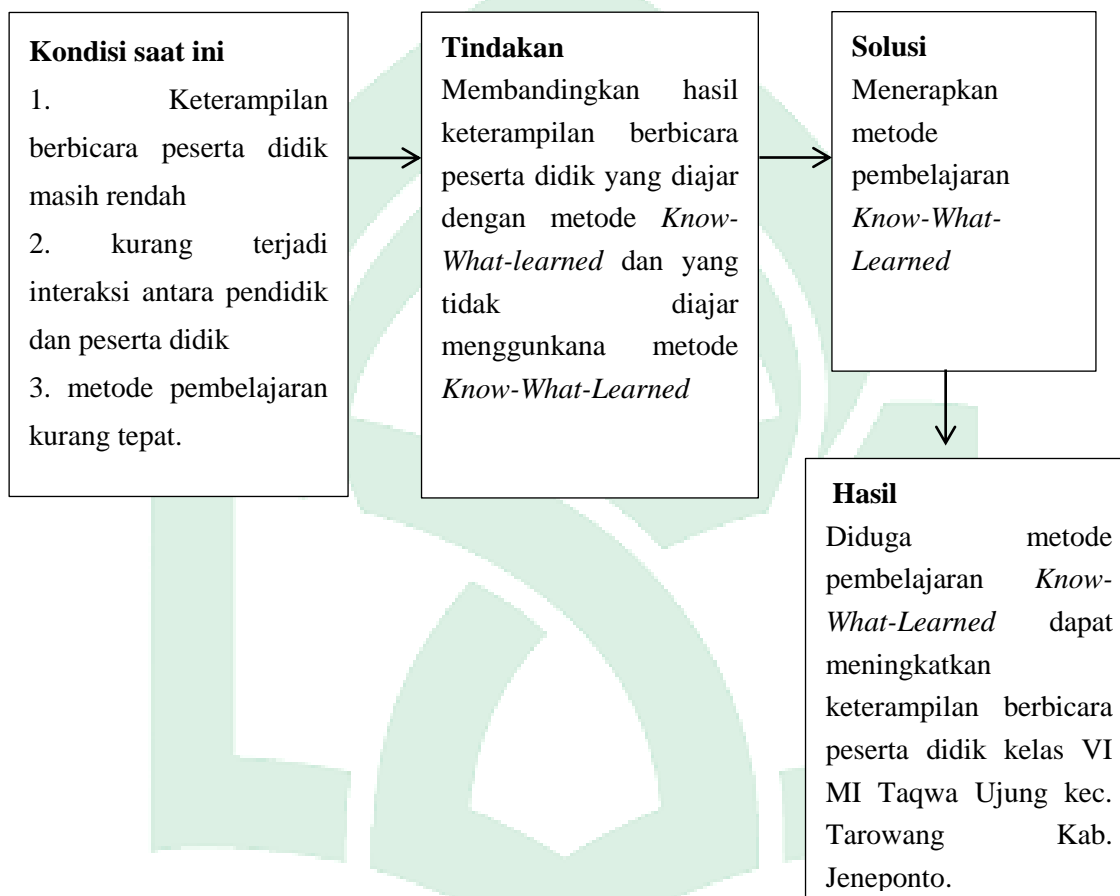 Kondisi saat ini
1. Keterampilan
berbicara peserta didik
masih rendah
2. kurang terjadi
interaksi antara pendidik
dan peserta didik
3. metode pembelajaran
kurang tepat.
Tindakan
Membandingkan hasil
keterampilan berbicara
peserta didik yang diajar
dengan metode Know-
What-learned dan yang
tidak diajar
menggunkana metode
Know-What-Learned
Solusi
Menerapkan
metode
pembelajaran
Know-What-
Learned
Hasil
Diduga metode
pembelajaran Know-
What-Learned dapat
meningkatkan
keterampilan berbicara
peserta didik kelas VI
MI Taqwa Ujung kec.
Tarowang Kab.
Jeneponto.